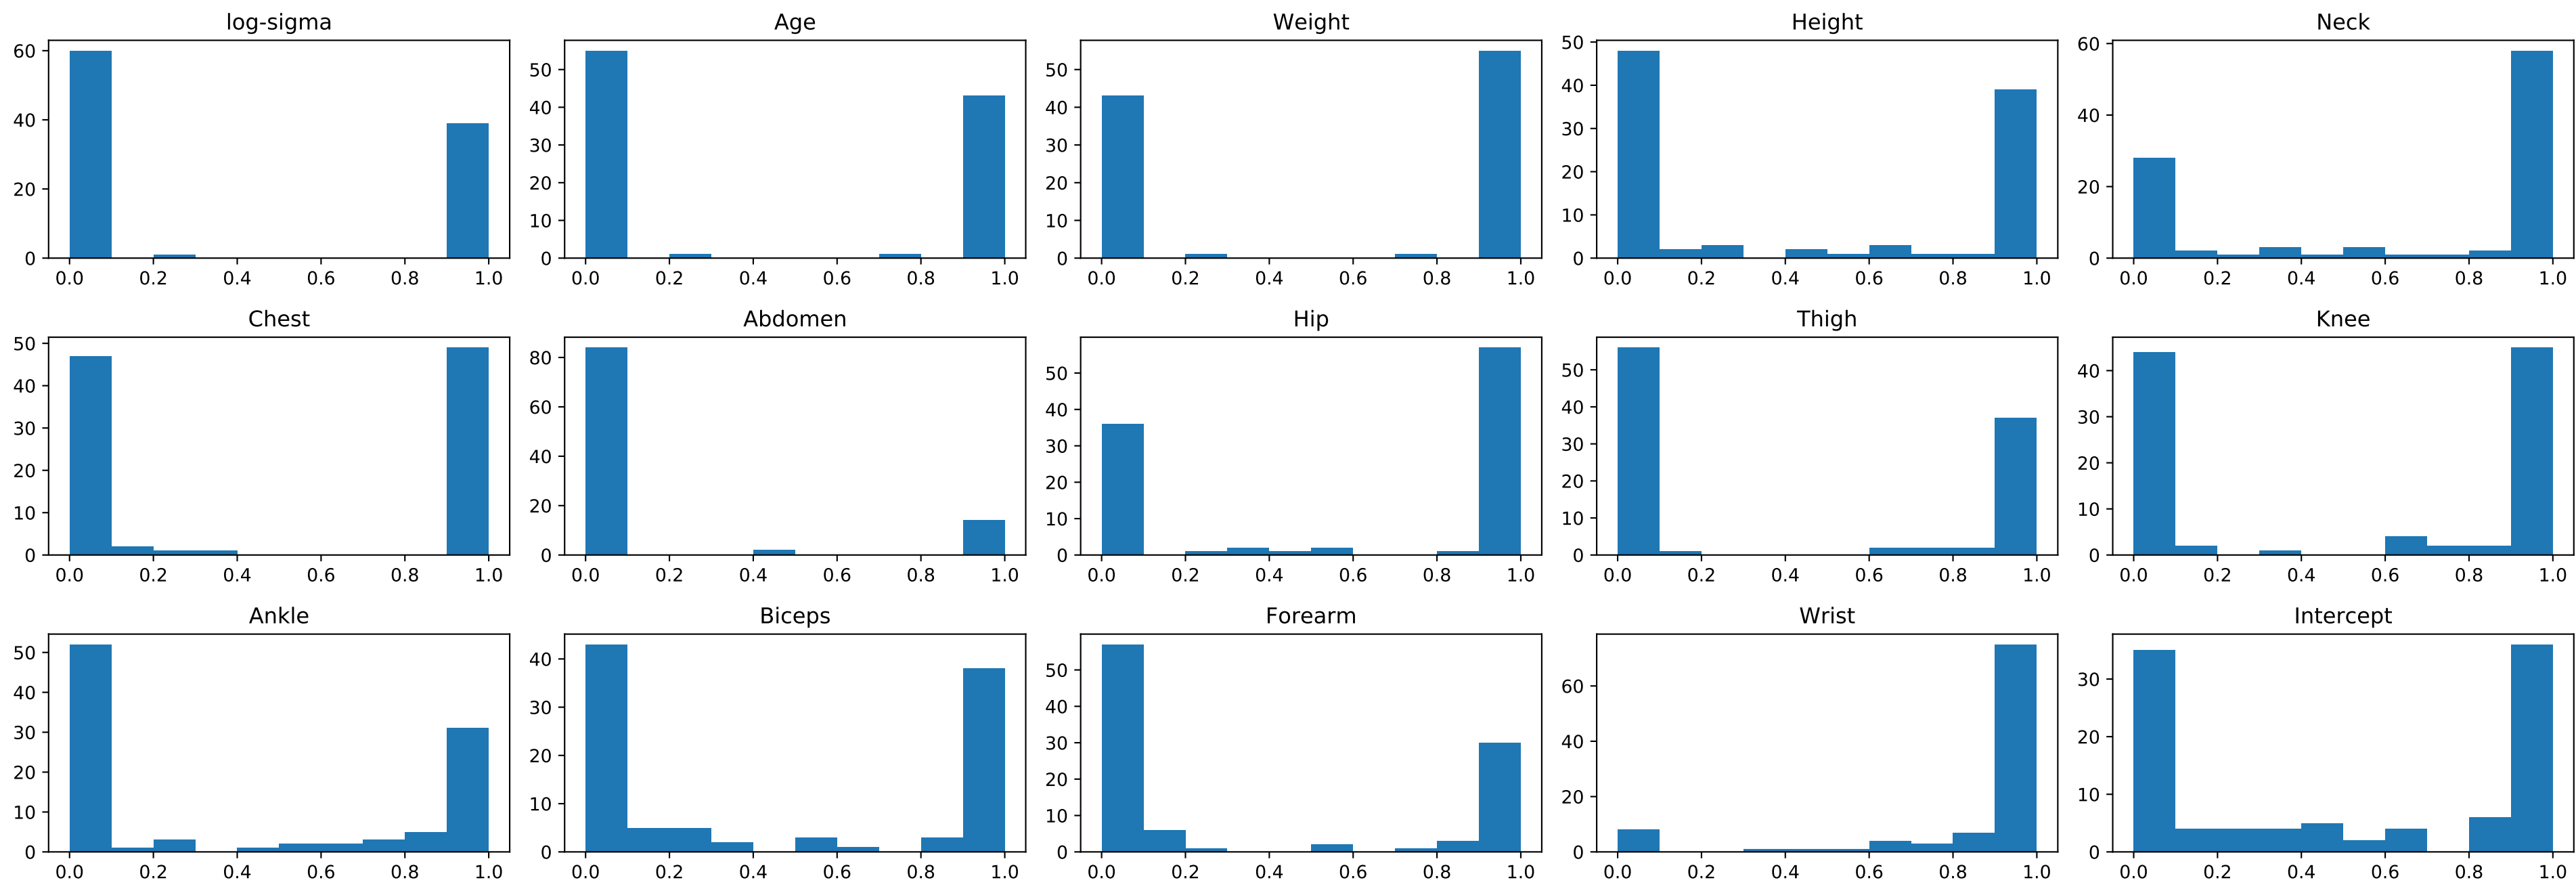 log-sigma Age Weight Height Neck
60 40 20 0
50 40 30 20 10 0
50 40 30 20 10 0
50 40 30 20 10 0
60 40 20 0
0.0 0.2 0.4 0.6 0.8 1.0 0.0 0.2 0.4 0.6 0.8 1.0 0.0 0.2 0.4 0.6 0.8 1.0 0.0 0.2 0.4 0.6 0.8 1.0 0.0 0.2 0.4 0.6 0.8 1.0
Chest Abdomen Hip Thigh Knee
50 40 30 20 10 0
80 60 40 20 0
50 40 30 20 10 0
50 40 30 20 10 0
40 30 20 10 0
0.0 0.2 0.4 0.6 0.8 1.0 0.0 0.2 0.4 0.6 0.8 1.0 0.0 0.2 0.4 0.6 0.8 1.0 0.0 0.2 0.4 0.6 0.8 1.0 0.0 0.2 0.4 0.6 0.8 1.0
Ankle Biceps Forearm Wrist Intercept
50 40 30 20 10 0
40 30 20 10 0
50 40 30 20 10 0
60 40 20 0
30 20 10 0
0.0 0.2 0.4 0.6 0.8 1.0 0.0 0.2 0.4 0.6 0.8 1.0 0.0 0.2 0.4 0.6 0.8 1.0 0.0 0.2 0.4 0.6 0.8 1.0 0.0 0.2 0.4 0.6 0.8 1.0